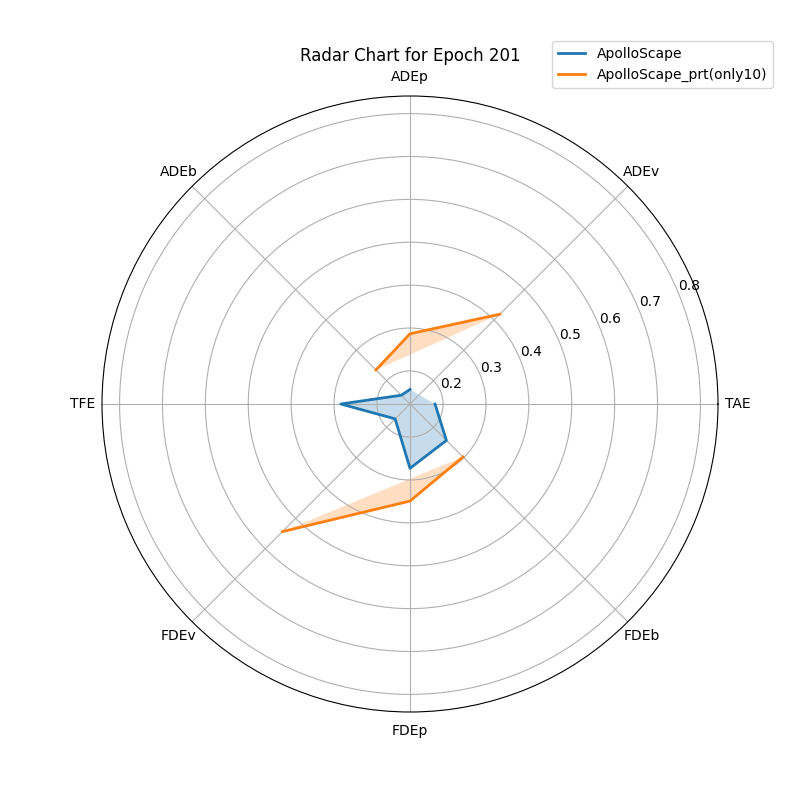 Radar Chart for Epoch 201
ApolloScape
ApolloScape_prt(only10)
ADEp
ADEb
ADEv
0.8
0.7
0.6
0.5
0.4
0.3
0.2
TFE
TAE
FDEv
FDEb
FDEp